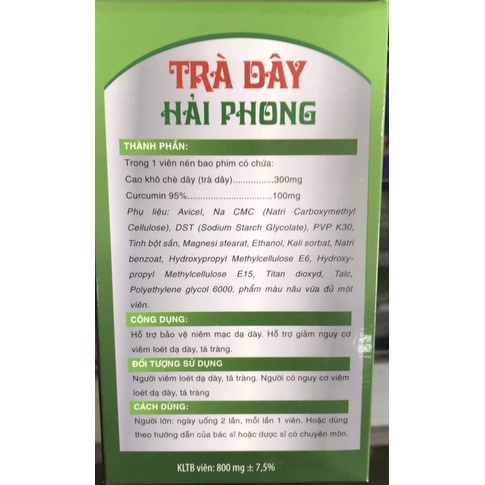 TRÀ DÂY
HẢI PHONG
THÀNH PHẦN:
Trong 1 viên nén bao phim có chứa:
Cao khô chè dây (trà dây).................300mg
Curcumin 95%.....................100mg
Phụ liệu: Avicel, Na CMC (Natri Carboxymethyl
Cellulose), DST (Sodium Starch Glycolate), PVP K30,
Tinh bột sắn, Magnesi stearat, Ethanol, Kali sorbat, Natri
benzoat, Hydroxypropyl Methylcellulose E6, Hydroxy-
propyl Methylcellulose E15, Titan dioxyd, Talc,
Polyethylene glycol 6000, phẩm màu nâu vừa đủ một
viên.
CÔNG DỤNG:
Hỗ trợ bảo vệ niêm mạc dạ dày. Hỗ trợ giảm nguy cơ
viêm loét dạ dày, tá tràng.
ĐỐI TƯỢNG SỬ DỤNG
Người viêm loét dạ dày, tá tràng. Người có nguy cơ viêm
loét dạ dày, tá tràng
CÁCH DÙNG:
Người lớn: ngày uống 2 lần, mỗi lần 1 viên. Hoặc dùng
theo hướng dẫn của bác sĩ hoặc dược sĩ có chuyên môn.
KLTB viên: 800 mg ± 7,5%